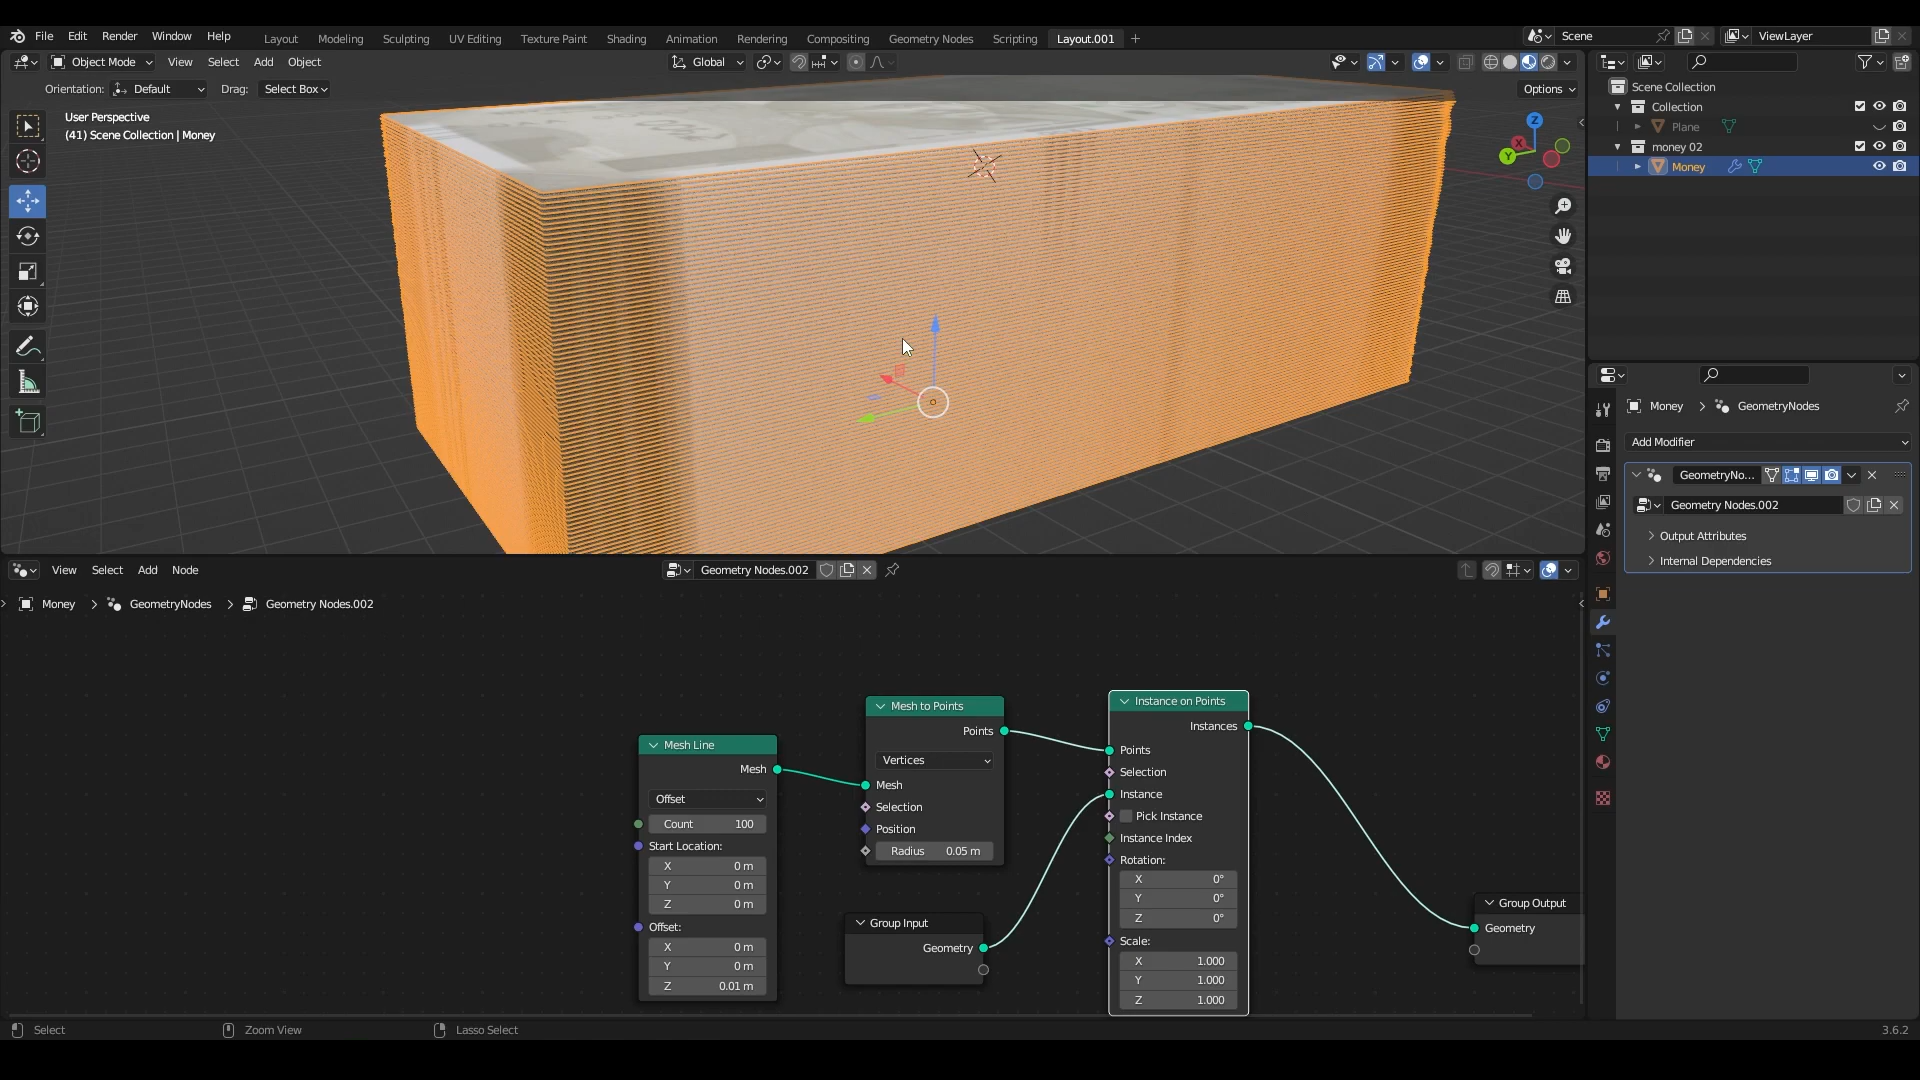 File Edit Render Window Help Layout Modeling Sculpting UV Editing Texture Paint Shading Animation Rendering Compositing Geometry Nodes Scripting Layout.001 + Scene ViewLayer
Object Mode View Select Add Object Global
Orientation: Default Drag: Select Box Options
User Perspective
(41) Scene Collection | Money
Z
X
Y
Scene Collection
Collection
Plane
money 02
Money
Money > GeometryNodes
Add Modifier
GeometryNo...
Geometry Nodes.002
Output Attributes
Internal Dependencies
View Select Add Node Geometry Nodes.002
Money > GeometryNodes > Geometry Nodes.002
Mesh Line
Mesh
Offset
Count 100
Start Location:
X 0 m
Y 0 m
Z 0 m
Offset:
X 0 m
Y 0 m
Z 0.01 m
Mesh to Points
Points
Vertices
Mesh
Selection
Position
Radius 0.05 m
Group Input
Geometry
Instance on Points
Instances
Points
Selection
Instance
Pick Instance
Instance Index
Rotation:
X 0°
Y 0°
Z 0°
Scale:
X 1.000
Y 1.000
Z 1.000
Group Output
Geometry
Select Zoom View Lasso Select 3.6.2